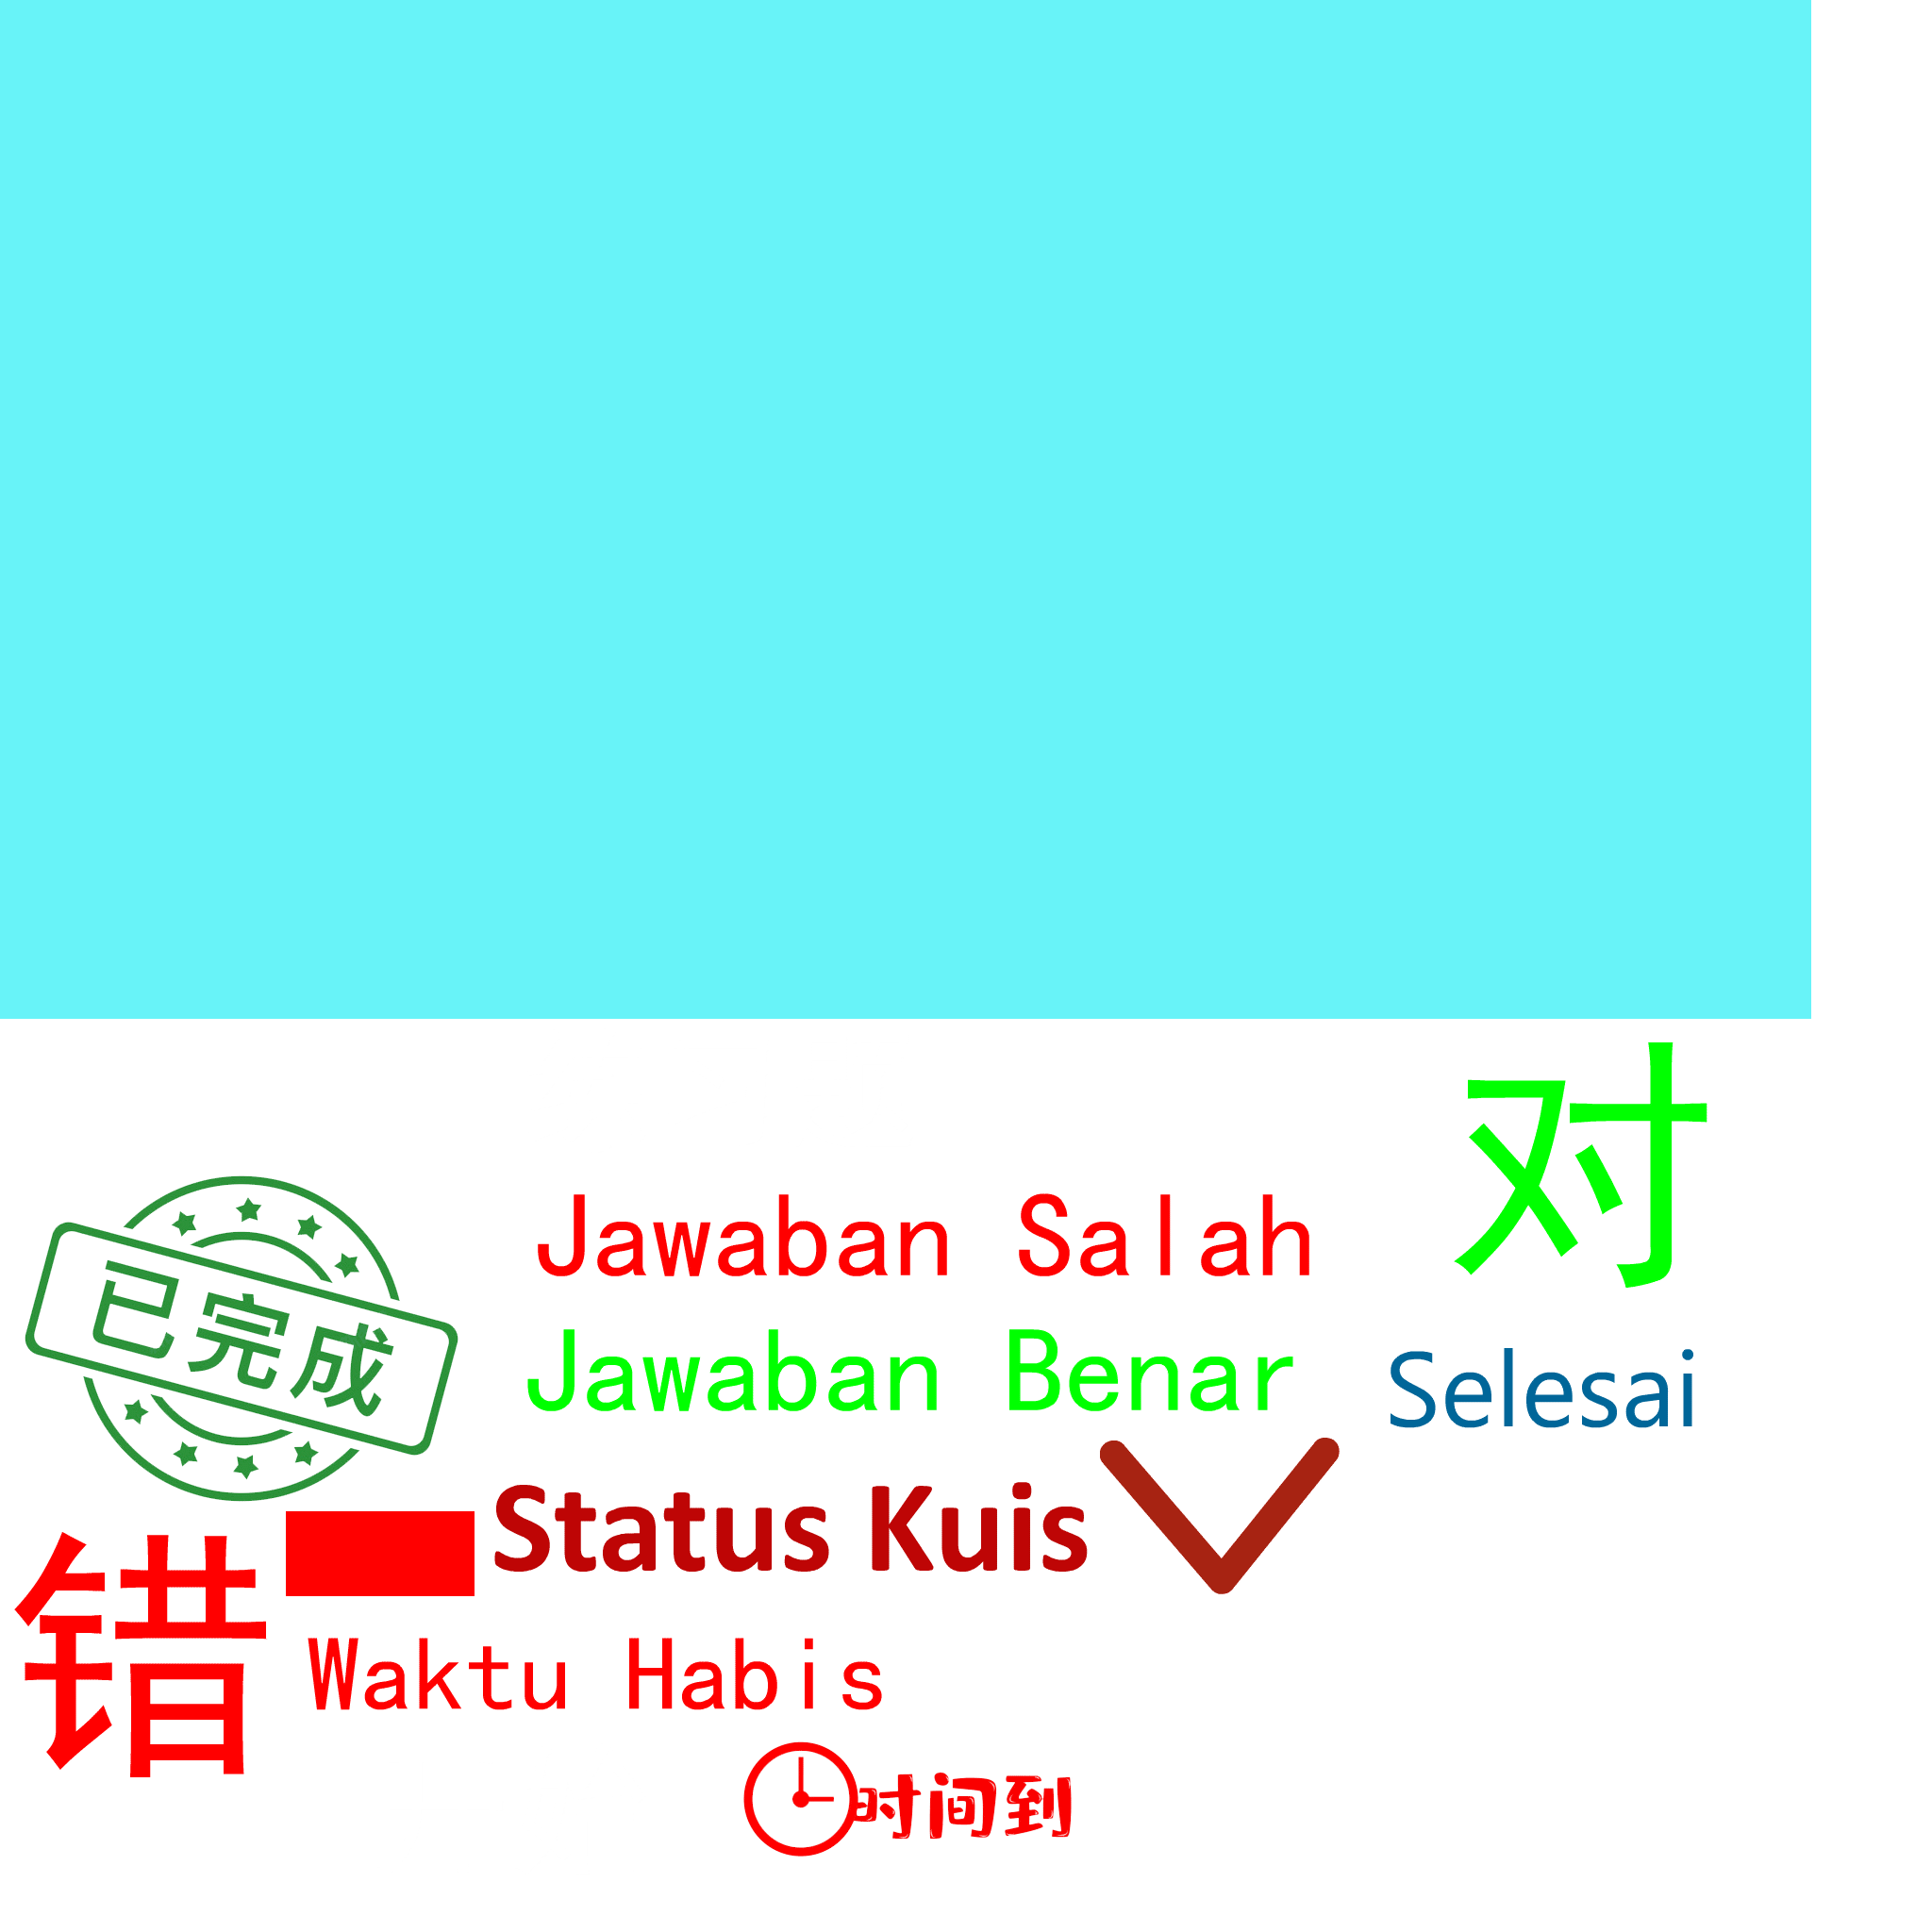 对
Jawaban Salah
已完成
Jawaban Benar
Selesai
Status Kuis
错
Waktu Habis
时间到